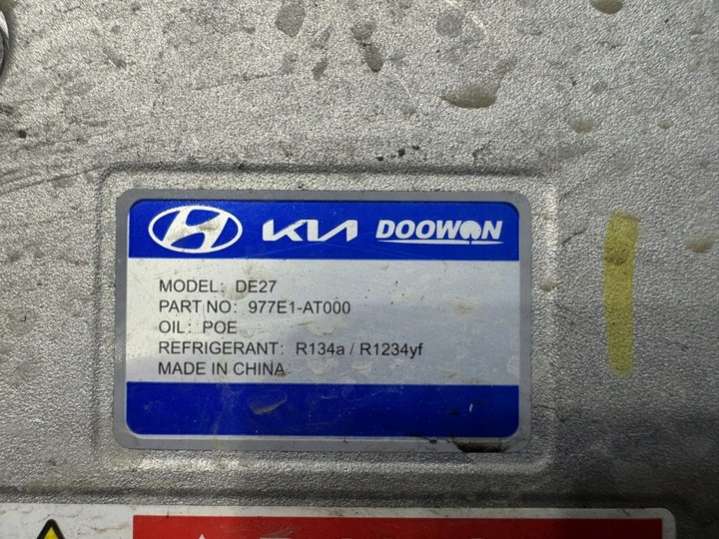 KIA DOOWON
MODEL: DE27
PART NO: 977E1-AT000
OIL: POE
REFRIGERANT: R134a / R1234yf
MADE IN CHINA